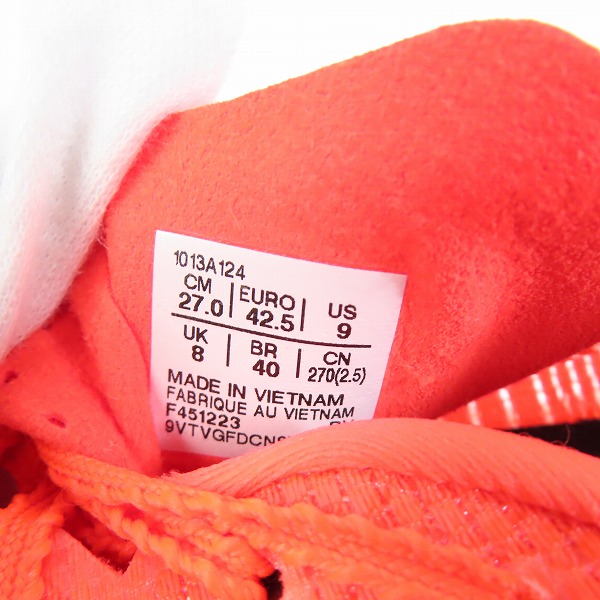 1013A124
CM EURO US
27.0 42.5 9
UK BR CN
8 40 270(2.5)
MADE IN VIETNAM
FABRIQUE AU VIETNAM
F451223